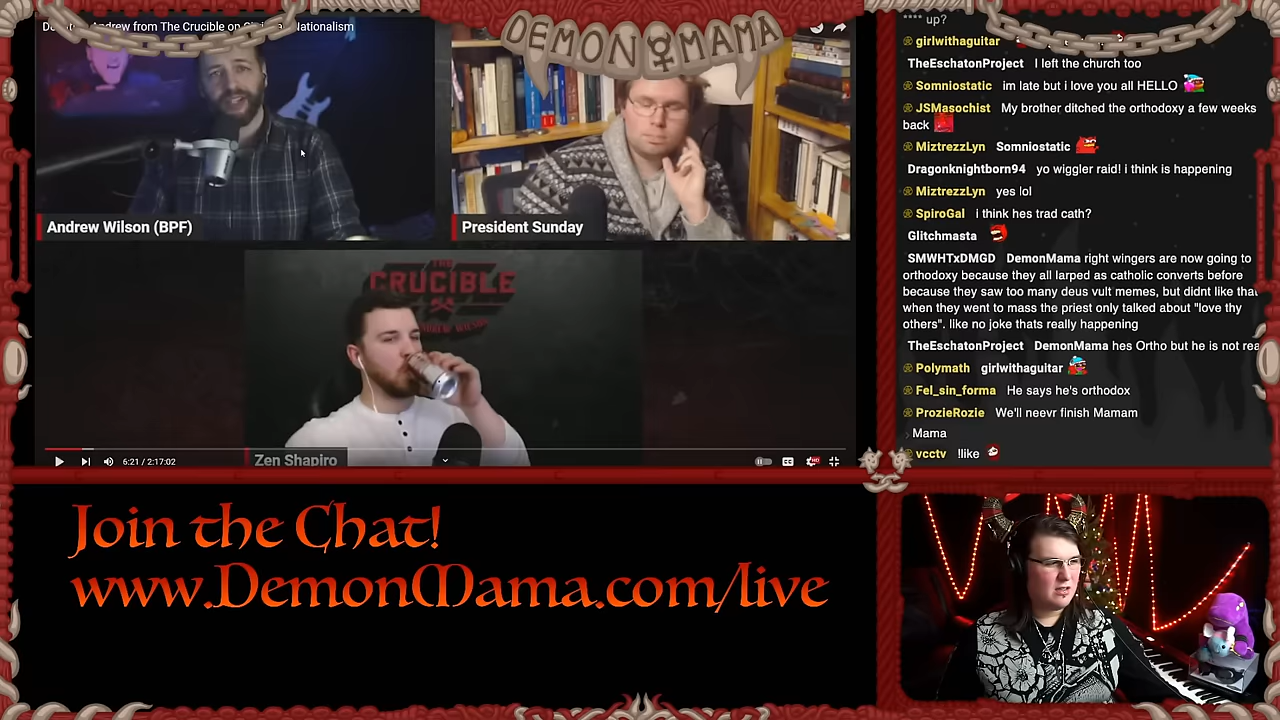 Andrew from The Crucible on
Nationalism
DEMON MAMA
Andrew Wilson (BPF)
President Sunday
THE
CRUCIBLE
Zen Shapiro
6:21 / 2:17:02
HD
**** up?
girlwithaguitar
TheEschatonProject I left the church too
Somniostatic im late but i love you all HELLO
JSMasochist My brother ditched the orthodoxy a few weeks
back
MiztrezzLyn Somniostatic
Dragonknightborn94 yo wiggler raid! i think is happening
MiztrezzLyn yes lol
SpiroGal i think hes trad cath?
Glitchmasta
SMWHTxDMGD DemonMama right wingers are now going to
orthodoxy because they all larped as catholic converts before
because they saw too many deus vult memes, but didnt like that
when they went to mass the priest only talked about "love thy
others". like no joke thats really happening
TheEschatonProject DemonMama hes Ortho but he is not rea
Polymath girlwithaguitar
Fel_sin_forma He says he's orthodox
ProzieRozie We'll neevr finish Mamam
Mama
vcctv !like
Join the Chat!
www.DemonMama.com/live